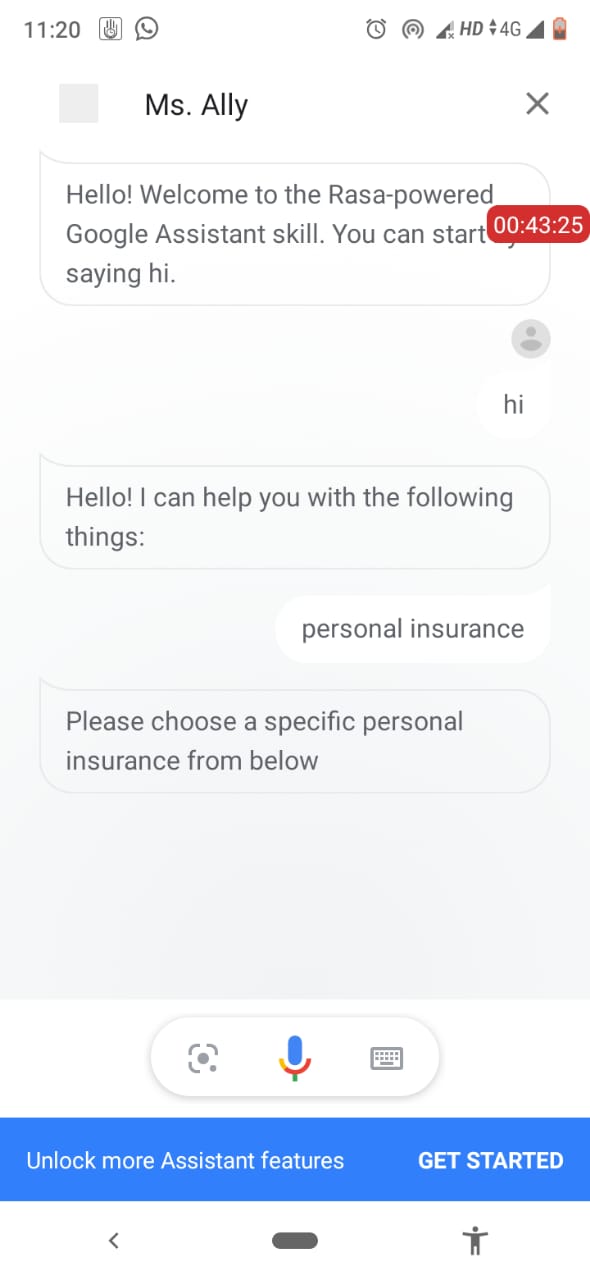 11:20 HD 4G
Ms. Ally
Hello! Welcome to the Rasa-powered
Google Assistant skill. You can start
00:43:25
saying hi.
hi
Hello! I can help you with the following
things:
personal insurance
Please choose a specific personal
insurance from below
Unlock more Assistant features GET STARTED